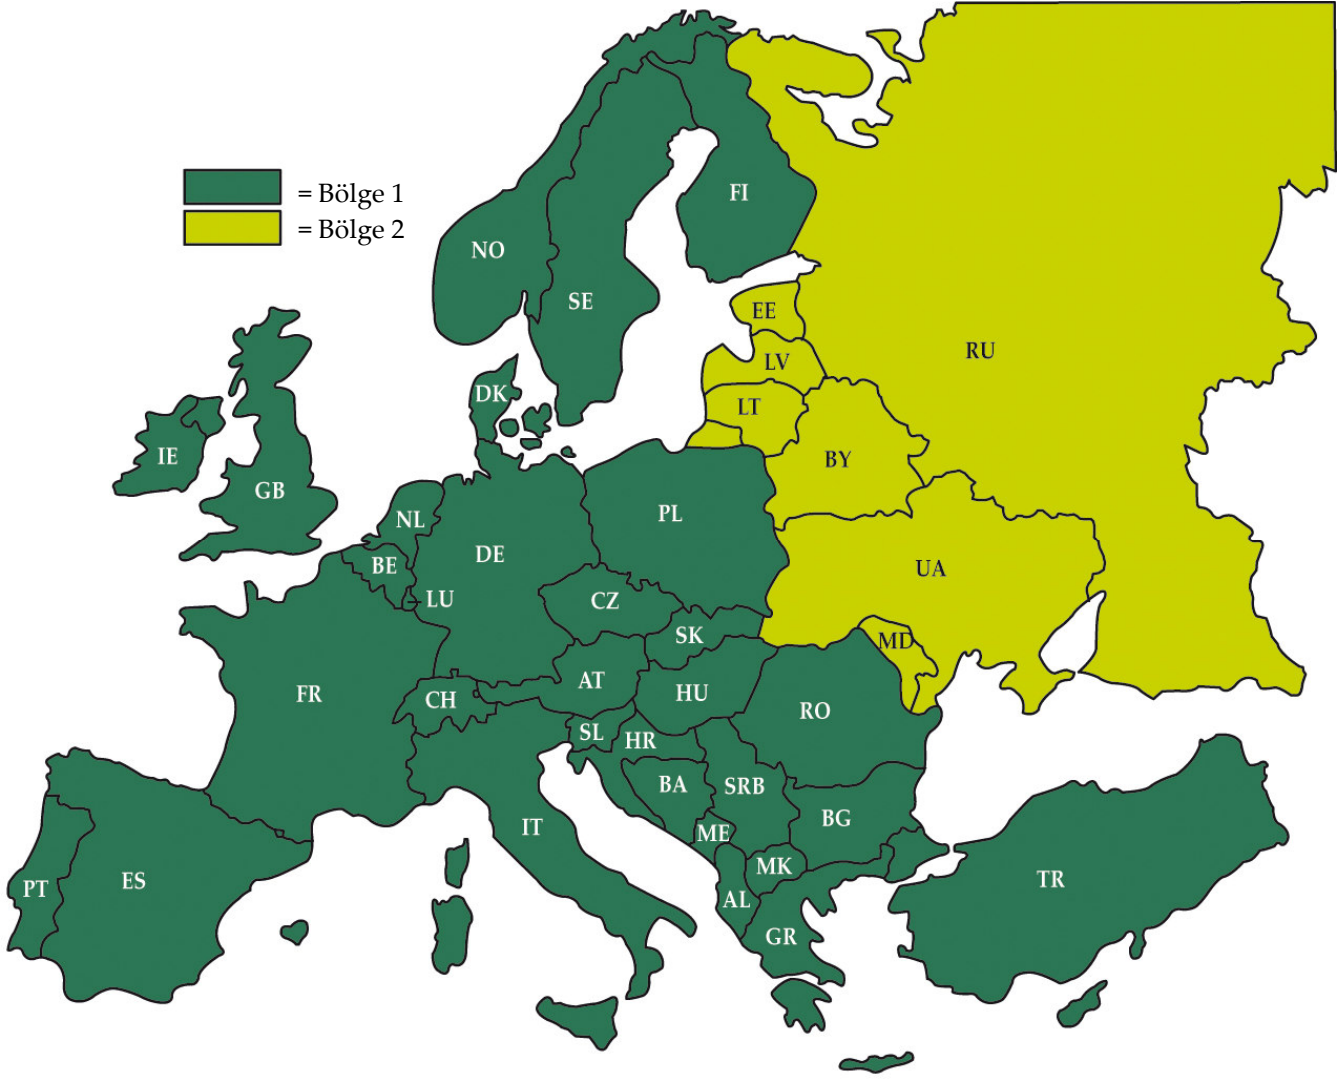 = Bölge 1
= Bölge 2
FI
NO
SE
EE
RU
LV
DK
LT
IE
BY
GB
NL
PL
DE
BE
UA
LU
CZ
SK
MD
AT
FR
CH
HU
RO
SL
HR
BA
SRB
IT
BG
ME
MK
PT
ES
TR
AL
GR